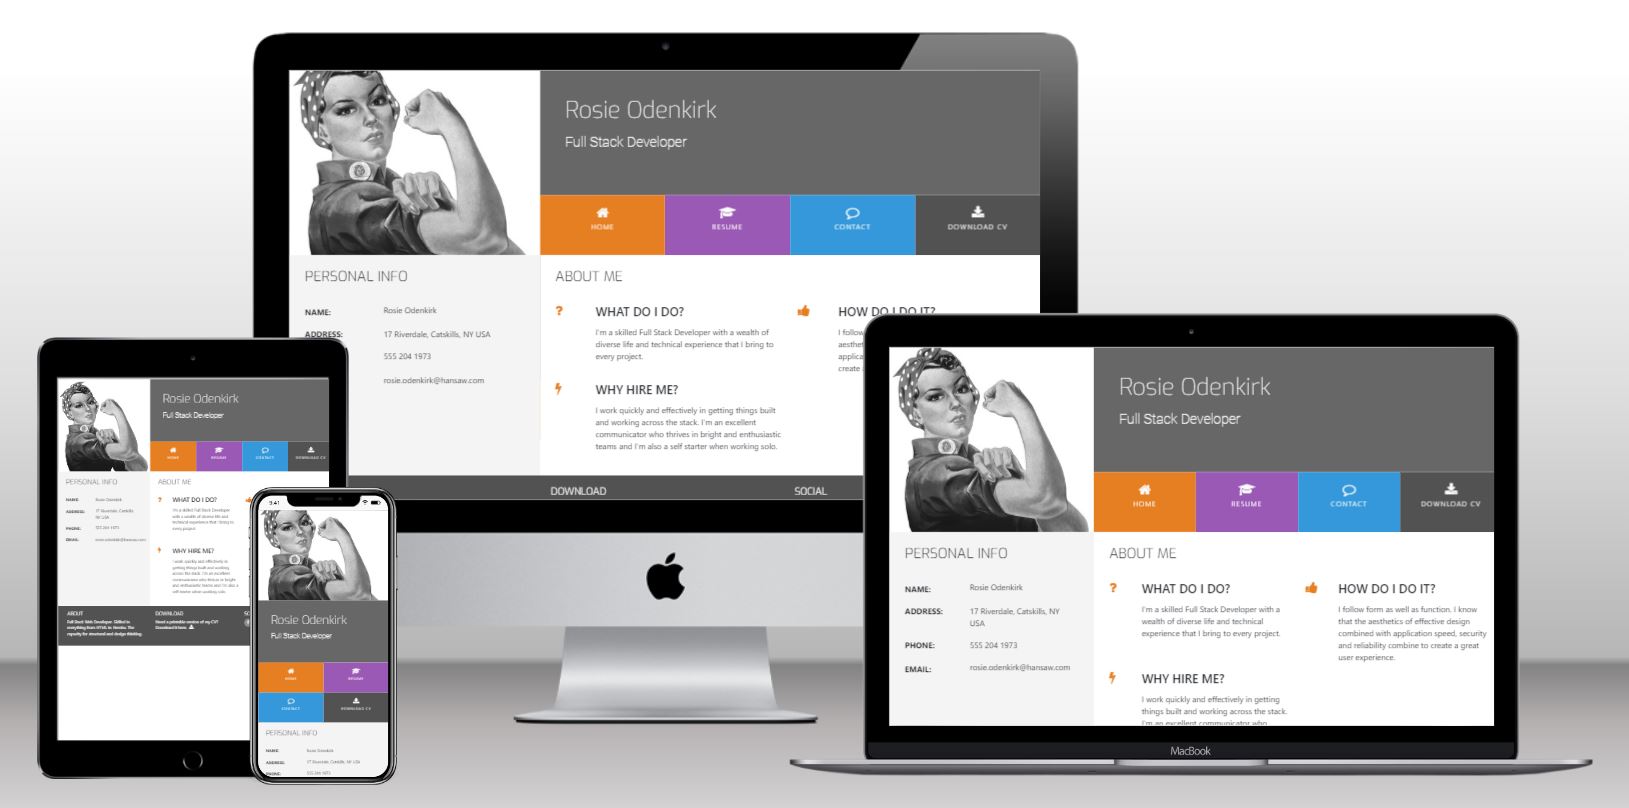 Rosie Odenkirk
Full Stack Developer
HOME
RESUME
CONTACT
DOWNLOAD CV
PERSONAL INFO
NAME:
Rosie Odenkirk
ADDRESS:
17 Riverdale, Catskills, NY USA
555 204 1973
rosie.odenkirk@hansaw.com
ABOUT ME
WHAT DO I DO?
I'm a skilled Full Stack Developer with a wealth of
diverse life and technical experience that I bring to
every project.
HOW DO I DO IT?
I follow
aesthet
applica
create
WHY HIRE ME?
I work quickly and effectively in getting things built
and working across the stack. I'm an excellent
communicator who thrives in bright and enthusiastic
teams and I'm also a self starter when working solo.
DOWNLOAD
SOCIAL
Rosie Odenkirk
Full Stack Developer
HOME
RESUME
CONTACT
DOWNLOAD CV
PERSONAL INFO
NAME:
Rosie Odenkirk
ADDRESS:
17 Riverdale, Catskills,
NY USA
PHONE:
555 204 1973
EMAIL:
rosie.odenkirk@hansaw.com
ABOUT ME
WHAT DO I DO?
I'm a skilled Full Stack Developer
with a wealth of diverse life and
technical experience that I bring to
every project.
WHY HIRE ME?
I work quickly and effectively in
getting things built and working
across the stack. I'm an excellent
communicator who thrives in bright
and enthusiastic teams and I'm also a
self starter when working solo.
ABOUT
Full Stack Web Developer. Skilled in
everything from HTML to Heroku. The
capacity for structural and design thinking.
DOWNLOAD
Need a printable version of my CV?
Download it here:
SO
9:41
Rosie Odenkirk
Full Stack Developer
HOME
RESUME
CONTACT
DOWNLOAD CV
PERSONAL INFO
NAME:
Rosie Odenkirk
ADDRESS:
17 Riverdale, Catskills, NY USA
PHONE:
555 204 1973
Rosie Odenkirk
Full Stack Developer
HOME
RESUME
CONTACT
DOWNLOAD CV
PERSONAL INFO
NAME:
Rosie Odenkirk
ADDRESS:
17 Riverdale, Catskills, NY
USA
PHONE:
555 204 1973
EMAIL:
rosie.odenkirk@hansaw.com
ABOUT ME
WHAT DO I DO?
I'm a skilled Full Stack Developer with a
wealth of diverse life and technical
experience that I bring to every project.
HOW DO I DO IT?
I follow form as well as function. I know
that the aesthetics of effective design
combined with application speed, security
and reliability combine to create a great
user experience.
WHY HIRE ME?
I work quickly and effectively in getting
things built and working across the stack.
I'm an excellent communicator who
MacBook